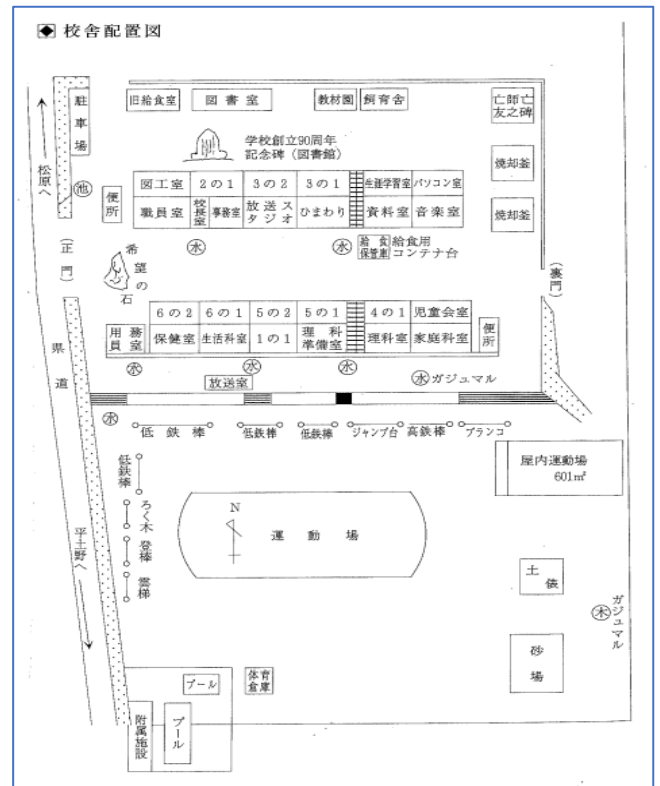 ◆ 校舎配置図
駐車場
旧給食室
図書室
教材園
飼育舎
亡師亡友之碑
学校創立90周年
記念碑（図書館）
松原へ
池
便所
図工室 2の1 3の2 3の1 生涯学習室 パソコン室
職員室 校長室 事務室 放送スタジオ ひまわり 資料室 音楽室
焼却釜
焼却釜
水
水
給食保管庫
給食用
コンテナ台
（正門）
希望の石
（裏門）
県道
6の2 6の1 5の2 5の1 4の1 児童会室
用務員室
保健室 生活科室 1の1 理科準備室 理科室 家庭科室
便所
水
水
水
放送室
水 ガジュマル
水
低鉄棒
低鉄棒
低鉄棒
ジャンプ台
高鉄棒
ブランコ
低鉄棒
屋内運動場
601㎡
ろく木
登棒
雲梯
N
運動場
平土野へ
土俵
木
ガジュマル
砂場
プール
体育倉庫
附属施設
プール